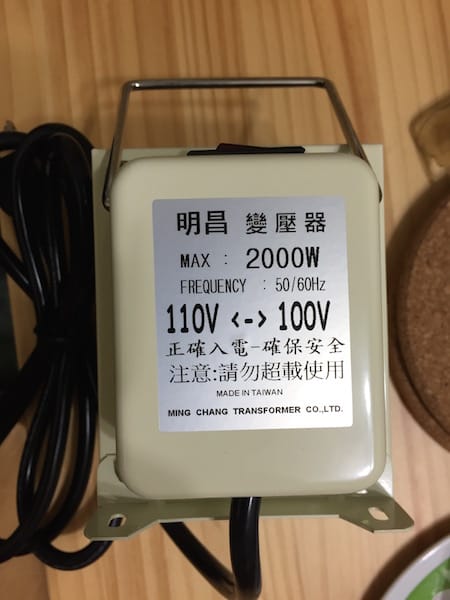 明昌 變壓器
MAX : 2000W
FREQUENCY : 50/60Hz
110V <-> 100V
正確入電-確保安全
注意:請勿超載使用
MADE IN TAIWAN
MING CHANG TRANSFORMER CO.,LTD.